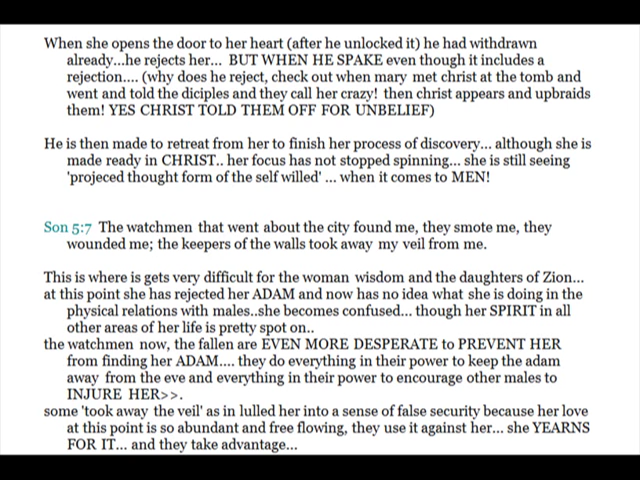 When she opens the door to her heart (after he unlocked it) he had withdrawn
already...he rejects her... BUT WHEN HE SPAKE even though it includes a
rejection.... (why does he reject, check out when mary met christ at the tomb and
went and told the diciples and they call her crazy! then christ appears and upbraids
them! YES CHRIST TOLD THEM OFF FOR UNBELIEF)
He is then made to retreat from her to finish her process of discovery... although she is
made ready in CHRIST.. her focus has not stopped spinning... she is still seeing
'projeced thought form of the self willed' ... when it comes to MEN!
Son 5:7 The watchmen that went about the city found me, they smote me, they
wounded me; the keepers of the walls took away my veil from me.
This is where is gets very difficult for the woman wisdom and the daughters of Zion...
at this point she has rejected her ADAM and now has no idea what she is doing in the
physical relations with males..she becomes confused... though her SPIRIT in all
other areas of her life is pretty spot on..
the watchmen now, the fallen are EVEN MORE DESPERATE to PREVENT HER
from finding her ADAM.... they do everything in their power to keep the adam
away from the eve and everything in their power to encourage other males to
INJURE HER>>.
some 'took away the veil' as in lulled her into a sense of false security because her love
at this point is so abundant and free flowing, they use it against her... she YEARNS
FOR IT... and they take advantage...